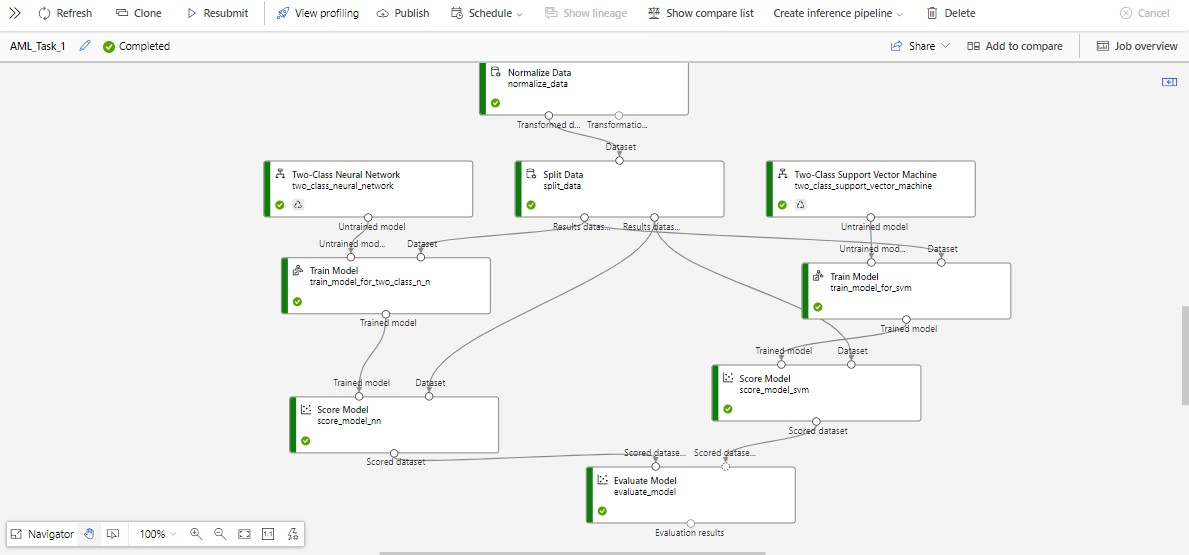 Refresh Clone Resubmit View profiling Publish Schedule Show lineage Show compare list Create inference pipeline Delete Cancel
AML_Task_1 Completed Share Add to compare Job overview
Normalize Data
normalize_data
Transformed d... Transformatio...
Dataset
Two-Class Neural Network
two_class_neural_network
Split Data
split_data
Two-Class Support Vector Machine
two_class_support_vector_machine
Untrained model
Results datas... Results datas...
Untrained model
Untrained mod... Dataset
Untrained mod... Dataset
Train Model
train_model_for_two_class_n_n
Train Model
train_model_for_svm
Trained model
Trained model
Trained model Dataset
Trained model Dataset
Score Model
score_model_svm
Score Model
score_model_nn
Scored dataset
Scored dataset
Scored datase... Scored datase...
Evaluate Model
evaluate_model
Evaluation results
Navigator 100% 1:1